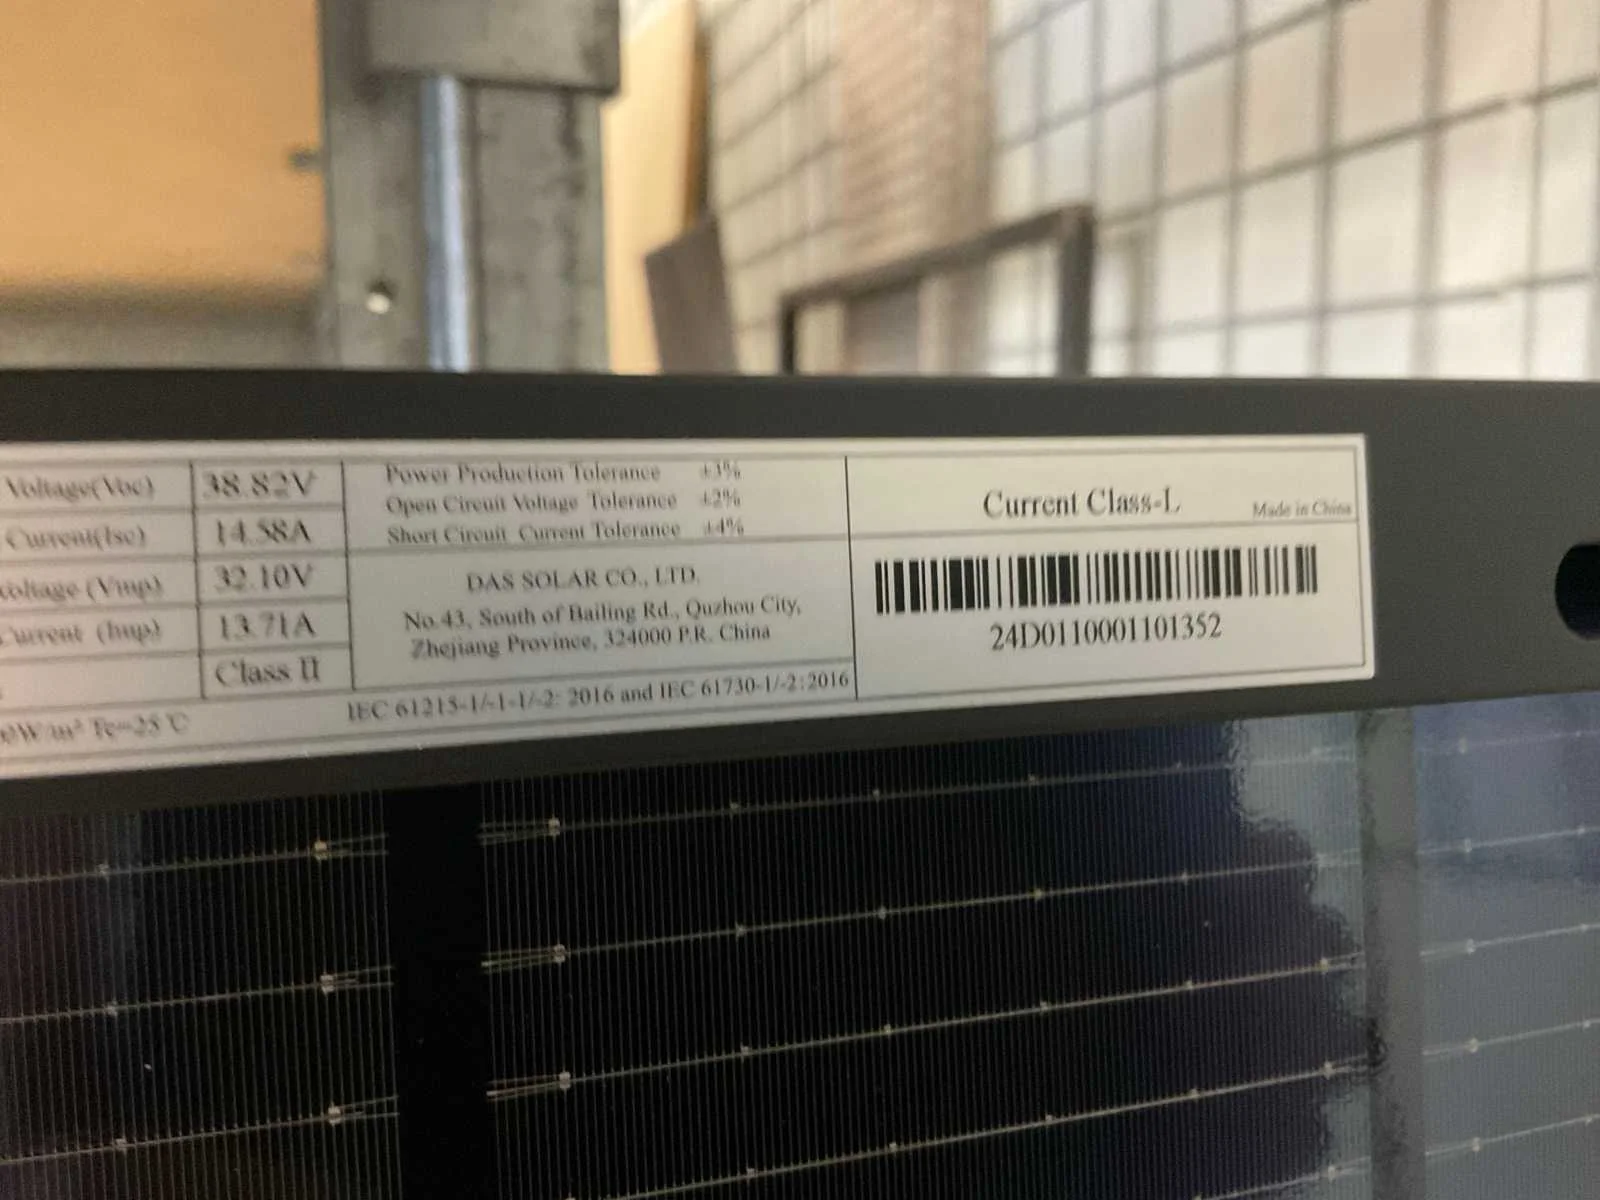 Voltage(Voc) 38.82V
Current(Isc) 14.58A
Voltage (Vmp) 32.10V
Current (Imp) 13.71A
Class II
W/m² Tc=25℃
Power Production Tolerance ±3%
Open Circuit Voltage Tolerance ±2%
Short Circuit Current Tolerance ±4%
DAS SOLAR CO., LTD.
No.43, South of Bailing Rd., Quzhou City,
Zhejiang Province, 324000 P.R. China
IEC 61215-1/-1-1/-2: 2016 and IEC 61730-1/-2:2016
Current Class-L
Made in China
24D0110001101352